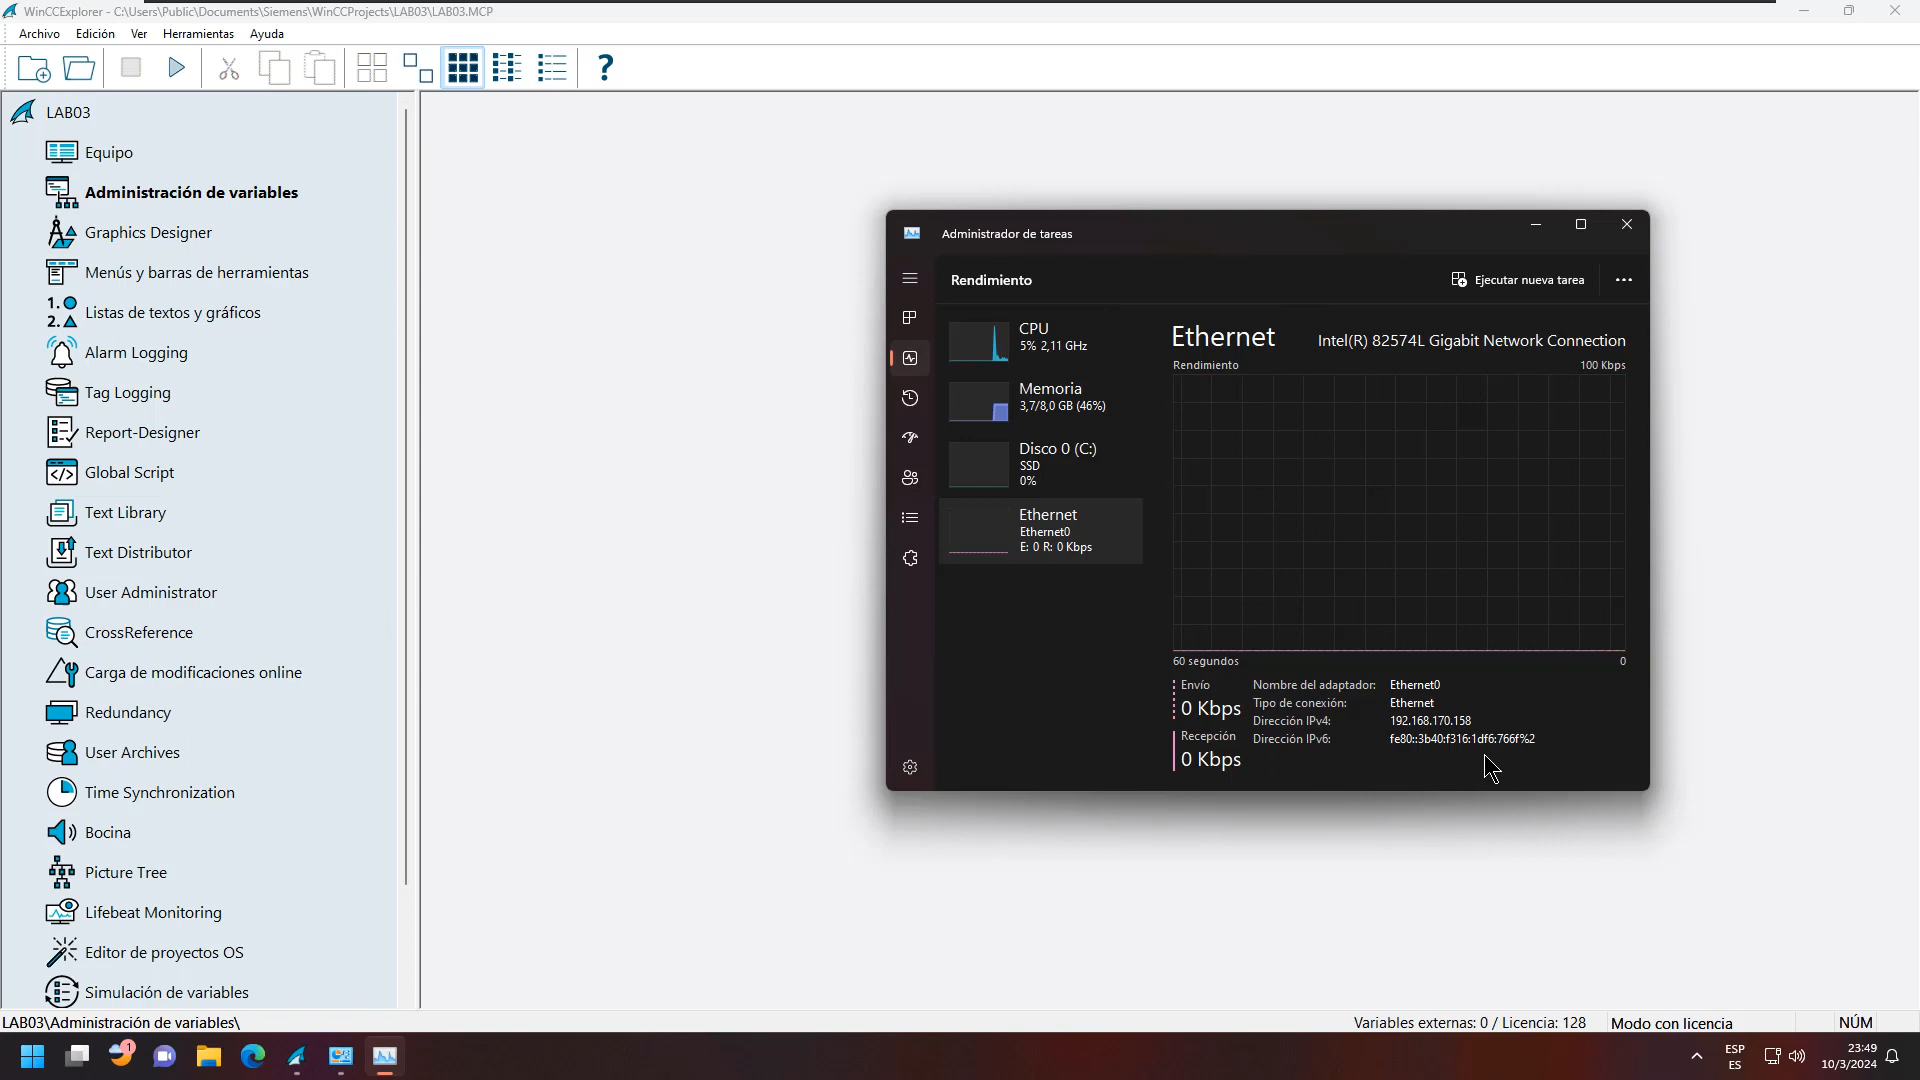 WinCCExplorer - C:\Users\Public\Documents\Siemens\WinCCProjects\LAB03\LAB03.MCP
Archivo Edición Ver Herramientas Ayuda
?
LAB03
Equipo
Administración de variables
Graphics Designer
Menús y barras de herramientas
1.
2.
Listas de textos y gráficos
Alarm Logging
Tag Logging
Report-Designer
Global Script
Text Library
Text Distributor
User Administrator
CrossReference
Carga de modificaciones online
Redundancy
User Archives
Time Synchronization
Bocina
Picture Tree
Lifebeat Monitoring
Editor de proyectos OS
Simulación de variables
Administrador de tareas
Rendimiento
Ejecutar nueva tarea
CPU
5% 2,11 GHz
Memoria
3,7/8,0 GB (46%)
Disco 0 (C:)
SSD
0%
Ethernet
Ethernet0
E: 0 R: 0 Kbps
Ethernet Intel(R) 82574L Gigabit Network Connection
Rendimiento 100 Kbps
60 segundos 0
Envío
0 Kbps
Recepción
0 Kbps
Nombre del adaptador: Ethernet0
Tipo de conexión: Ethernet
Dirección IPv4: 192.168.170.158
Dirección IPv6: fe80::3b40:f316:1df6:766f%2
LAB03\Administración de variables\ Variables externas: 0 / Licencia: 128 Modo con licencia NÚM
1
ESP
ES
23:49
10/3/2024